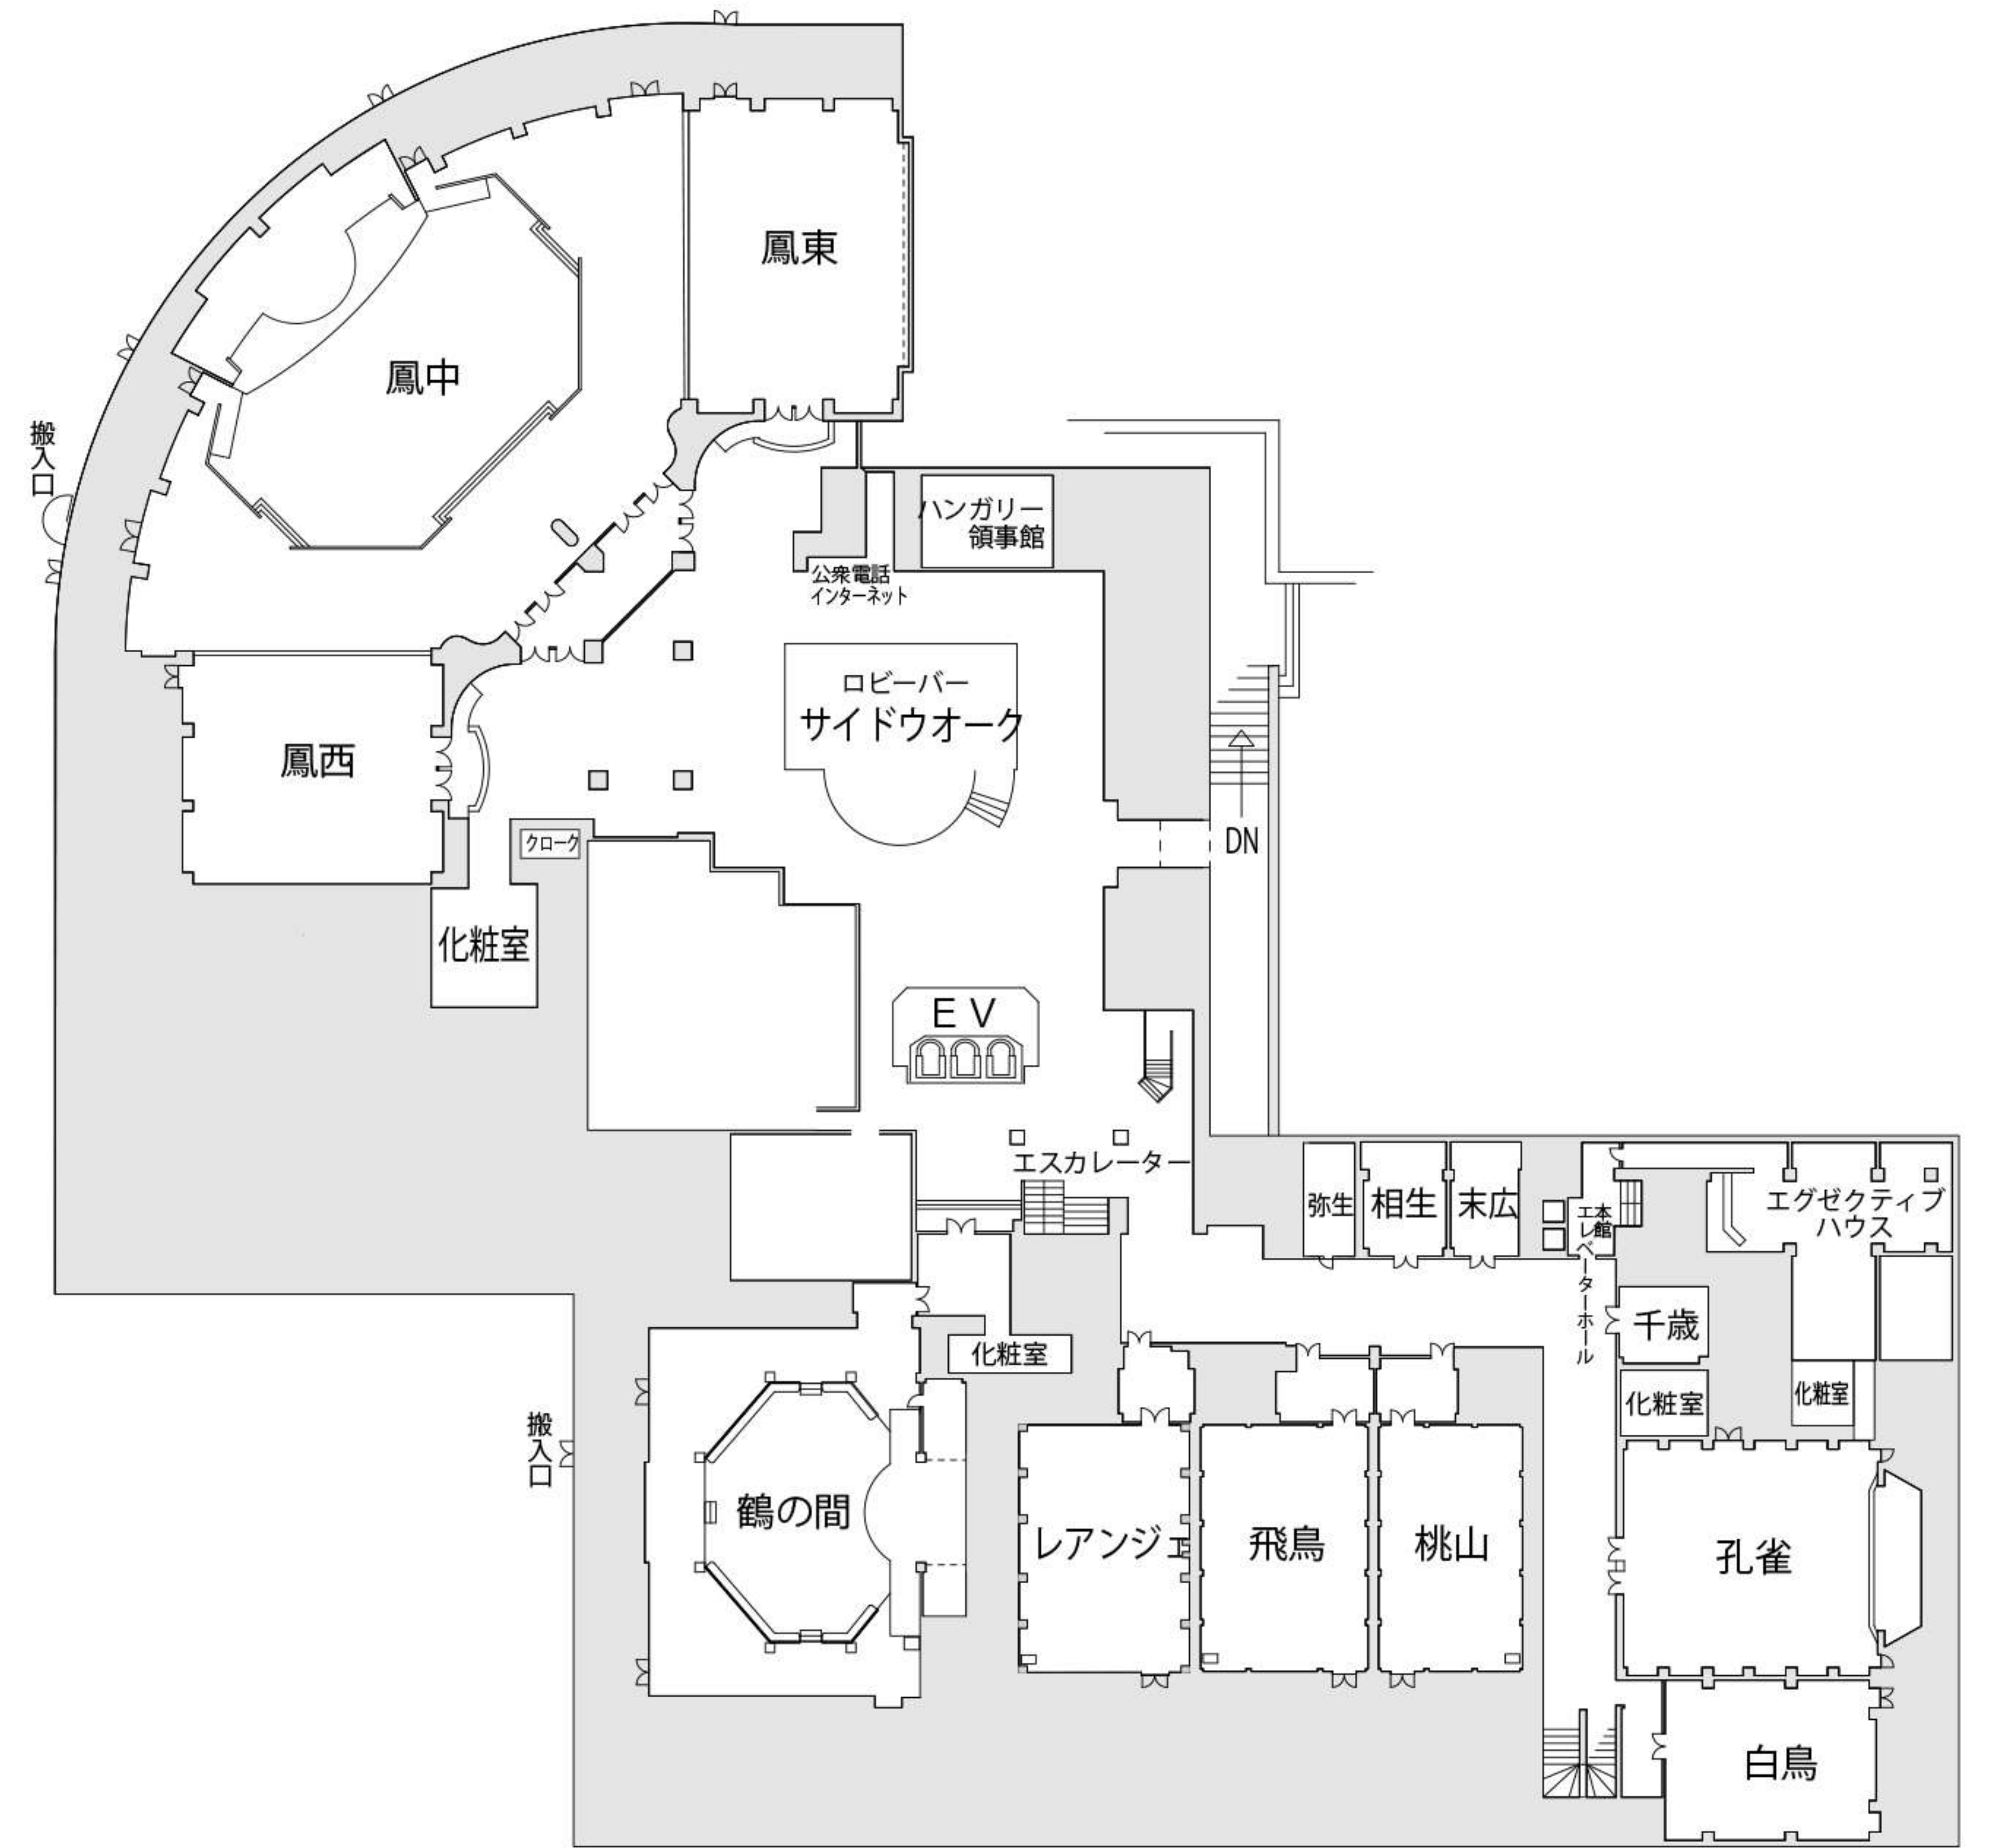 鳳東
鳳中
搬入口
ハンガリー
領事館
公衆電話
インターネット
ロビーバー
サイドウオーク
鳳西
クローク
DN
化粧室
EV
エスカレーター
弥生
相生
末広
本館
エレベーターホール
エグゼクティブ
ハウス
千歳
化粧室
化粧室
化粧室
搬入口
鶴の間
レアンジェ
飛鳥
桃山
孔雀
白鳥